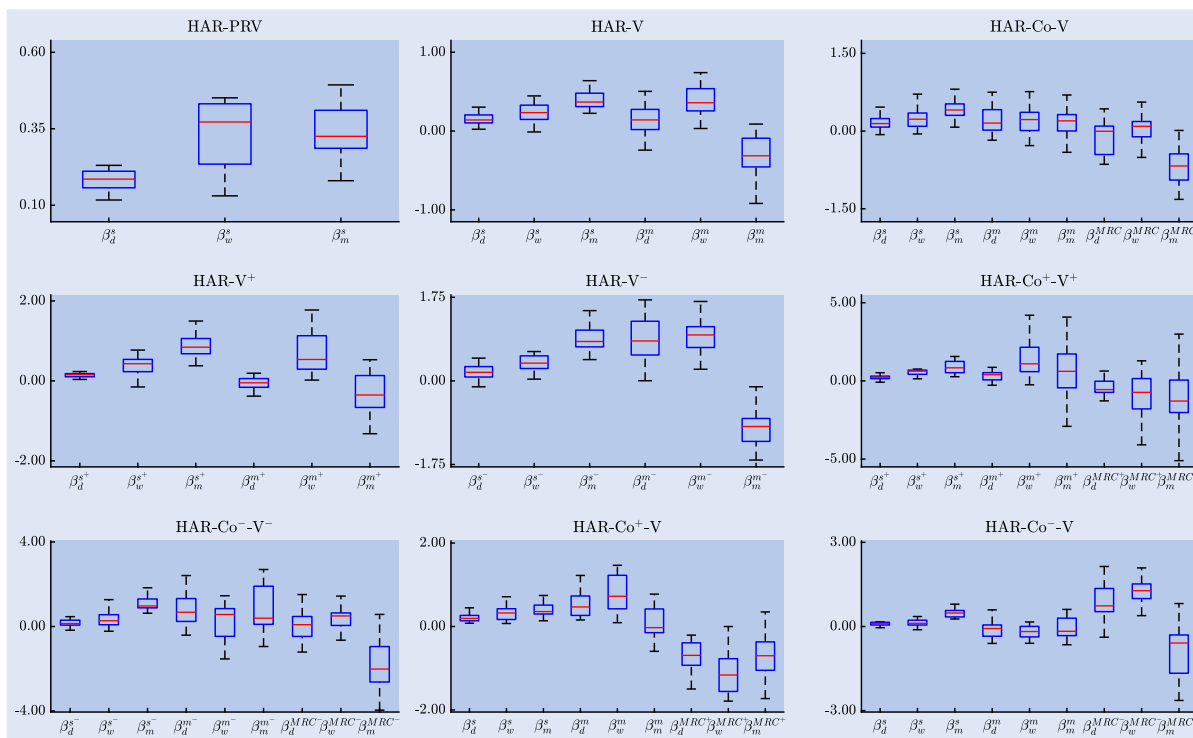 HAR-PRV
0.60
0.35
0.10
β_d^s β_w^s β_m^s
HAR-V
1.00
0.00
-1.00
β_d^s β_w^s β_m^s β_d^m β_w^m β_m^m
HAR-Co-V
1.50
0.00
-1.50
β_d^s β_w^s β_m^s β_d^m β_w^m β_m^m β_d^MRC β_w^MRC β_m^MRC
HAR-V⁺
2.00
0.00
-2.00
β_d^s⁺ β_w^s⁺ β_m^s⁺ β_d^m⁺ β_w^m⁺ β_m^m⁺
HAR-V⁻
1.75
0.00
-1.75
β_d^s⁻ β_w^s⁻ β_m^s⁻ β_d^m⁻ β_w^m⁻ β_m^m⁻
HAR-Co⁺-V⁺
5.00
0.00
-5.00
β_d^s⁺ β_w^s⁺ β_m^s⁺ β_d^m⁺ β_w^m⁺ β_m^m⁺ β_d^MRC⁺ β_w^MRC⁺ β_m^MRC⁺
HAR-Co⁻-V⁻
4.00
0.00
-4.00
β_d^s⁻ β_w^s⁻ β_m^s⁻ β_d^m⁻ β_w^m⁻ β_m^m⁻ β_d^MRC⁻ β_w^MRC⁻ β_m^MRC⁻
HAR-Co⁺-V
2.00
0.00
-2.00
β_d^s β_w^s β_m^s β_d^m β_w^m β_m^m β_d^MRC⁺ β_w^MRC⁺ β_m^MRC⁺
HAR-Co⁻-V
3.00
0.00
-3.00
β_d^s β_w^s β_m^s β_d^m β_w^m β_m^m β_d^MRC⁻ β_w^MRC⁻ β_m^MRC⁻